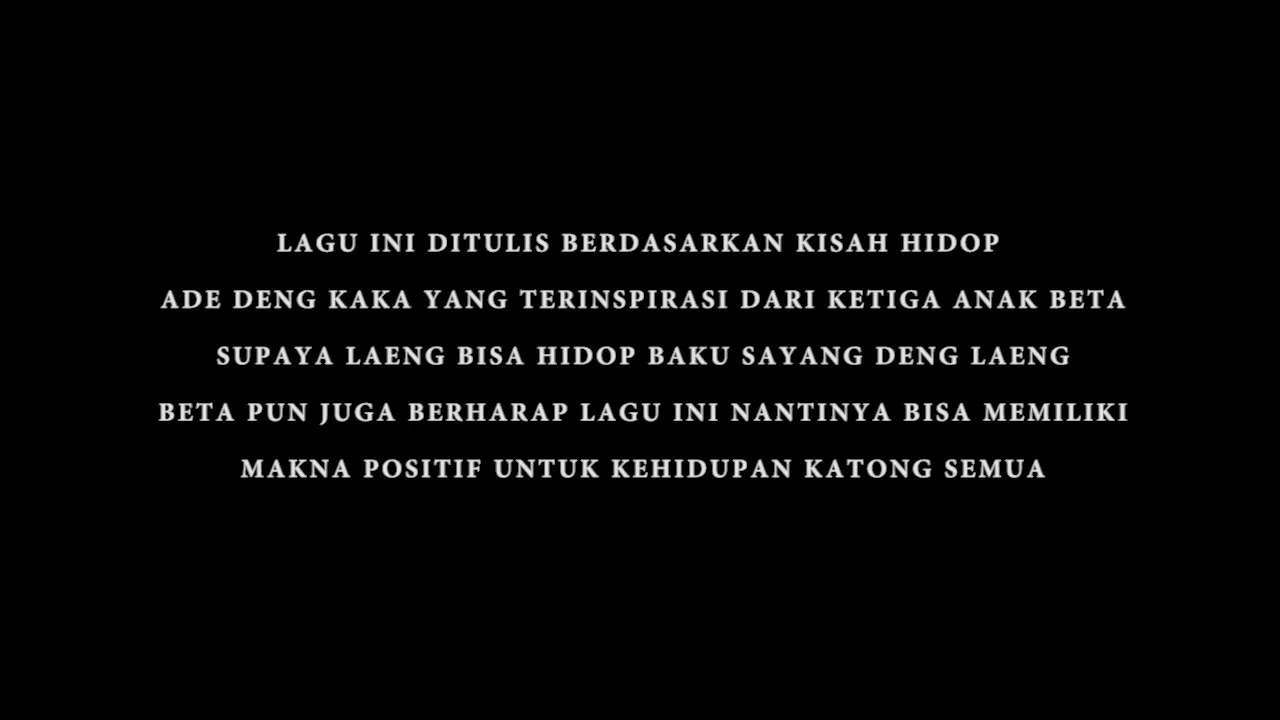 LAGU INI DITULIS BERDASARKAN KISAH HIDOP
ADE DENG KAKA YANG TERINSPIRASI DARI KETIGA ANAK BETA
SUPAYA LAENG BISA HIDOP BAKU SAYANG DENG LAENG
BETA PUN JUGA BERHARAP LAGU INI NANTINYA BISA MEMILIKI
MAKNA POSITIF UNTUK KEHIDUPAN KATONG SEMUA